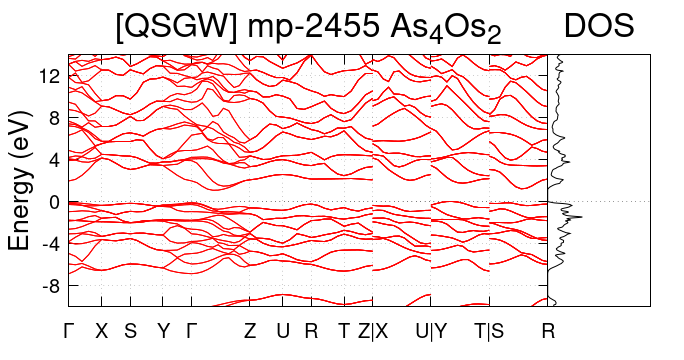 [QSGW] mp-2455 As₄Os₂ DOS
12
8
4
0
-4
-8
Energy (eV)
Γ X S Y Γ Z U R T Z|X U|Y T|S R